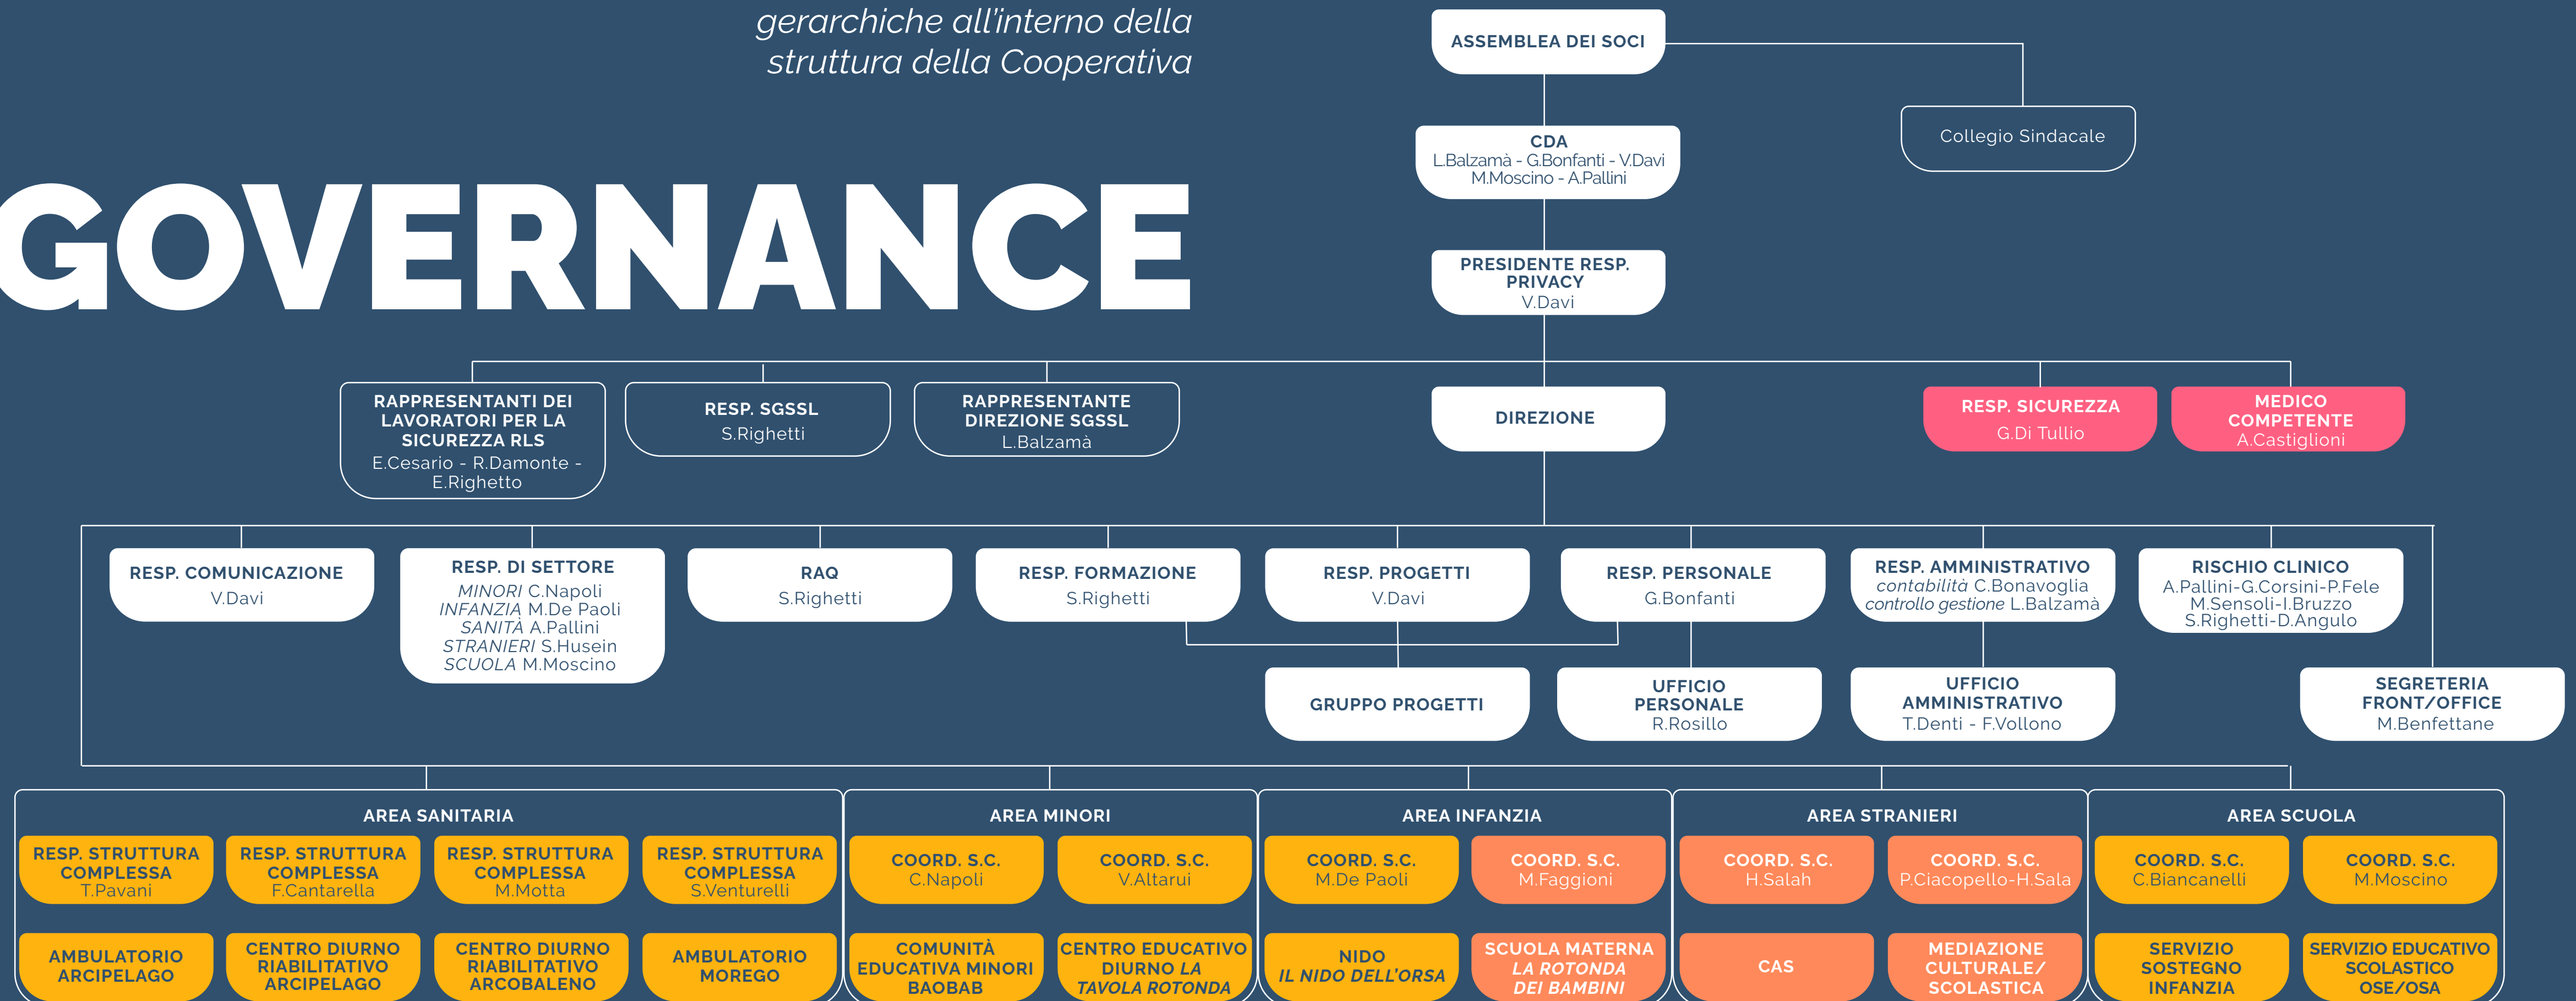 gerarchiche all'interno della
struttura della Cooperativa
GOVERNANCE
ASSEMBLEA DEI SOCI
Collegio Sindacale
CDA
L.Balzamà - G.Bonfanti - V.Davi
M.Moscino - A.Pallini
PRESIDENTE RESP.
PRIVACY
V.Davi
RAPPRESENTANTI DEI
LAVORATORI PER LA
SICUREZZA RLS
E.Cesario - R.Damonte -
E.Righetto
RESP. SGSSL
S.Righetti
RAPPRESENTANTE
DIREZIONE SGSSL
L.Balzamà
DIREZIONE
RESP. SICUREZZA
G.Di Tullio
MEDICO
COMPETENTE
A.Castiglioni
RESP. COMUNICAZIONE
V.Davi
RESP. DI SETTORE
MINORI C.Napoli
INFANZIA M.De Paoli
SANITÀ A.Pallini
STRANIERI S.Husein
SCUOLA M.Moscino
RAQ
S.Righetti
RESP. FORMAZIONE
S.Righetti
RESP. PROGETTI
V.Davi
RESP. PERSONALE
G.Bonfanti
RESP. AMMINISTRATIVO
contabilità C.Bonavoglia
controllo gestione L.Balzamà
RISCHIO CLINICO
A.Pallini-G.Corsini-P.Fele
M.Sensoli-I.Bruzzo
S.Righetti-D.Angulo
GRUPPO PROGETTI
UFFICIO
PERSONALE
R.Rosillo
UFFICIO
AMMINISTRATIVO
T.Denti - F.Vollono
SEGRETERIA
FRONT/OFFICE
M.Benfettane
AREA SANITARIA
RESP. STRUTTURA
COMPLESSA
T.Pavani
RESP. STRUTTURA
COMPLESSA
F.Cantarella
RESP. STRUTTURA
COMPLESSA
M.Motta
RESP. STRUTTURA
COMPLESSA
S.Venturelli
AMBULATORIO
ARCIPELAGO
CENTRO DIURNO
RIABILITATIVO
ARCIPELAGO
CENTRO DIURNO
RIABILITATIVO
ARCOBALENO
AMBULATORIO
MOREGO
AREA MINORI
COORD. S.C.
C.Napoli
COORD. S.C.
V.Altarui
COMUNITÀ
EDUCATIVA MINORI
BAOBAB
CENTRO EDUCATIVO
DIURNO LA
TAVOLA ROTONDA
AREA INFANZIA
COORD. S.C.
M.De Paoli
COORD. S.C.
M.Faggioni
NIDO
IL NIDO DELL'ORSA
SCUOLA MATERNA
LA ROTONDA
DEI BAMBINI
AREA STRANIERI
COORD. S.C.
H.Salah
COORD. S.C.
P.Ciacopello-H.Sala
CAS
MEDIAZIONE
CULTURALE/
SCOLASTICA
AREA SCUOLA
COORD. S.C.
C.Biancanelli
COORD. S.C.
M.Moscino
SERVIZIO
SOSTEGNO
INFANZIA
SERVIZIO EDUCATIVO
SCOLASTICO
OSE/OSA